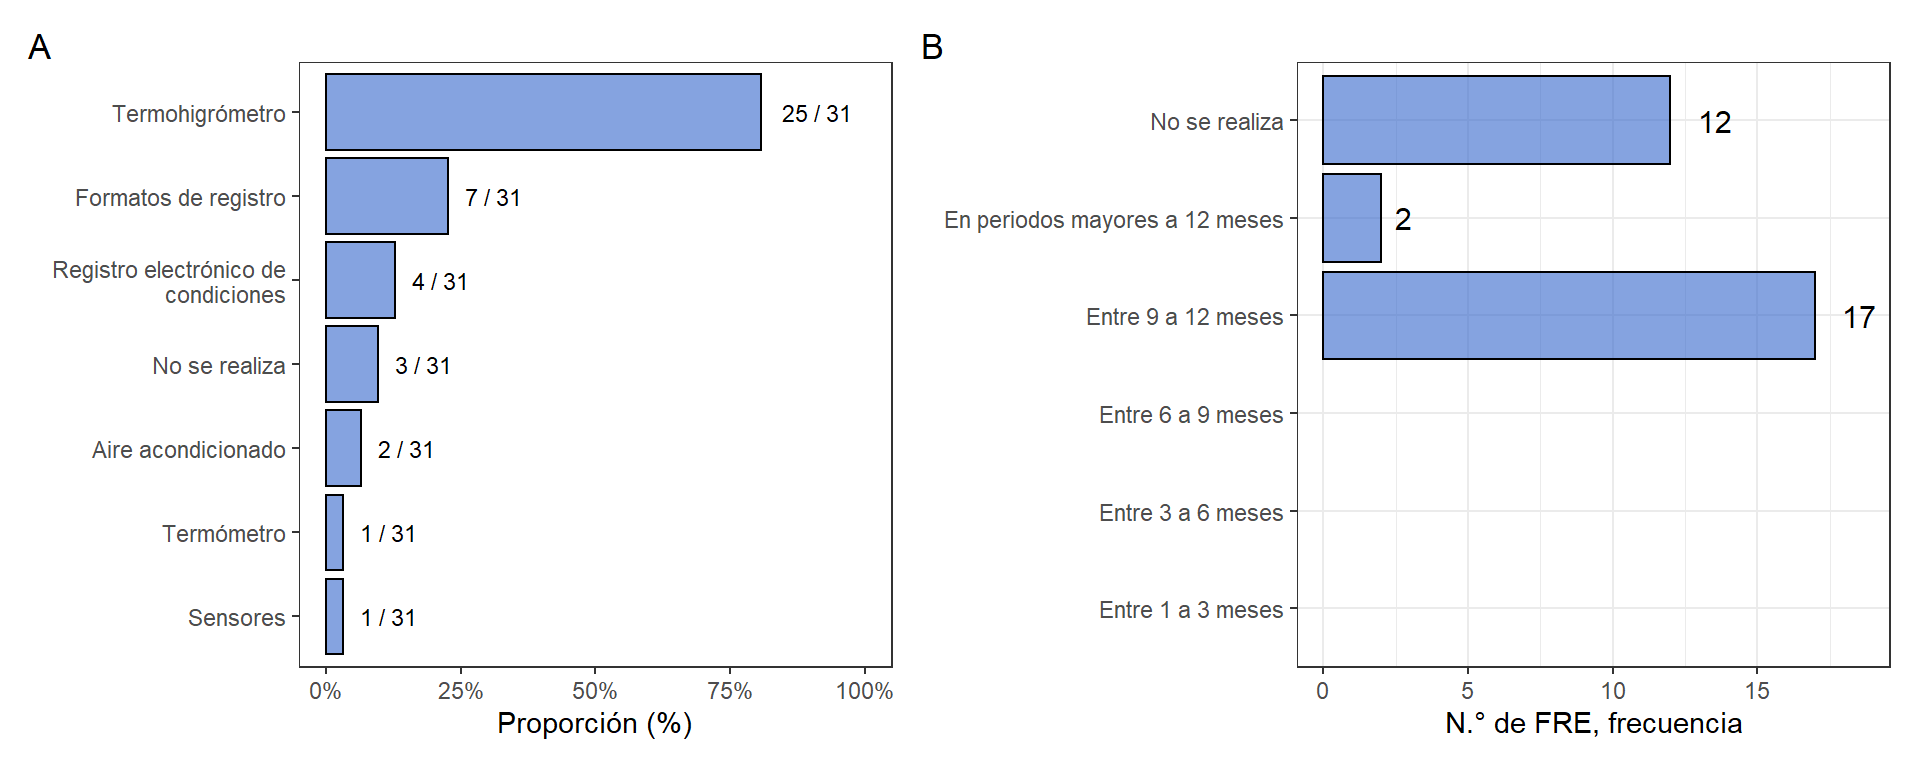 A
Termohigrómetro
25 / 31
Formatos de registro
7 / 31
Registro electrónico de
condiciones
4 / 31
No se realiza
3 / 31
Aire acondicionado
2 / 31
Termómetro
1 / 31
Sensores
1 / 31
0%
25%
50%
75%
100%
Proporción (%)
B
No se realiza
12
En periodos mayores a 12 meses
2
Entre 9 a 12 meses
17
Entre 6 a 9 meses
Entre 3 a 6 meses
Entre 1 a 3 meses
0
5
10
15
N.° de FRE, frecuencia